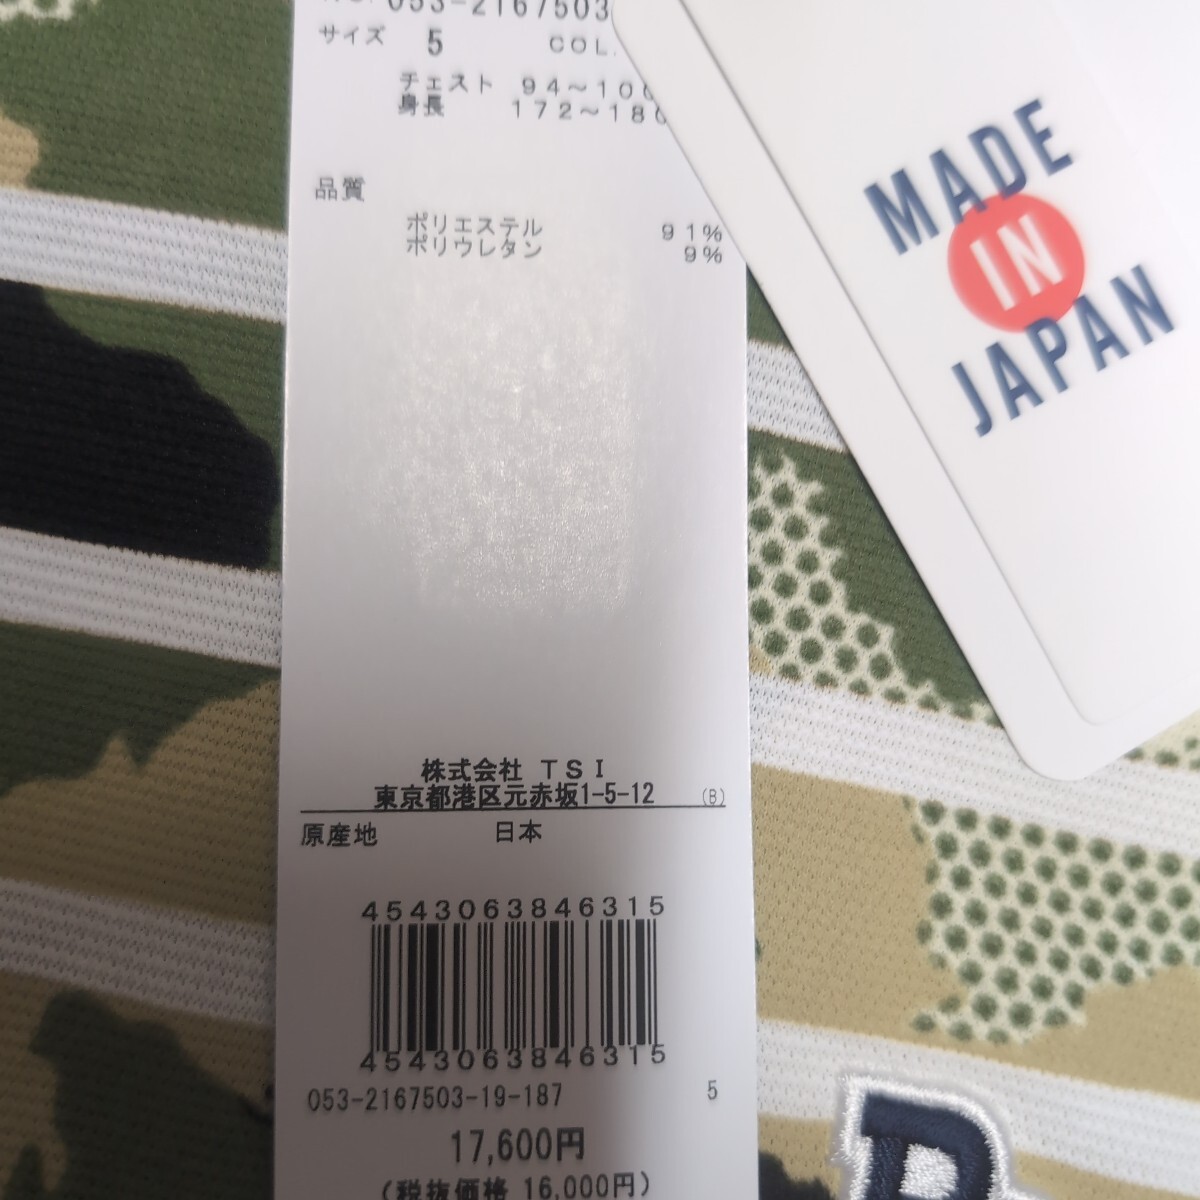 053-2167503
サイズ 5 COL.
チェスト 94～100
身長 172～180
品質
ポリエステル 91%
ポリウレタン 9%
株式会社 TSI
東京都港区元赤坂1-5-12 (B)
原産地 日本
4543063846315
4543063846315
053-2167503-19-187 5
17,600円
(税抜価格 16,000円)
MADE
IN
JAPAN